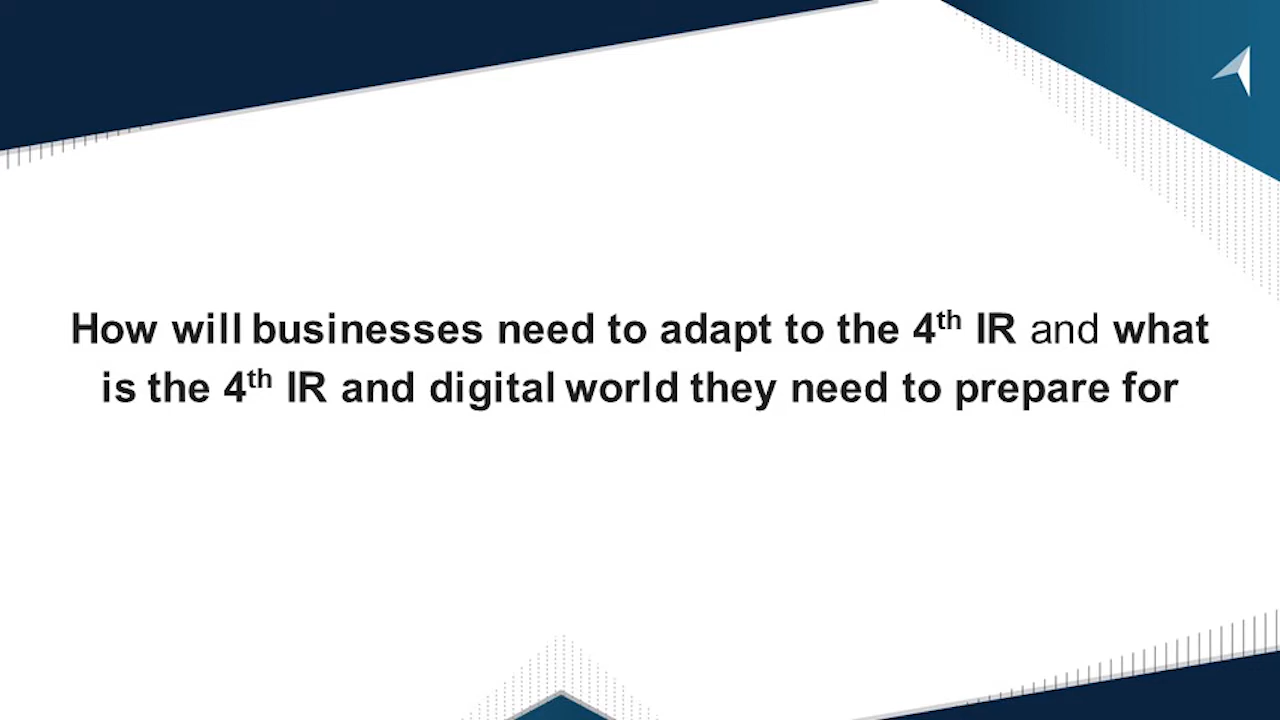 How will businesses need to adapt to the 4th IR and what
is the 4th IR and digital world they need to prepare for